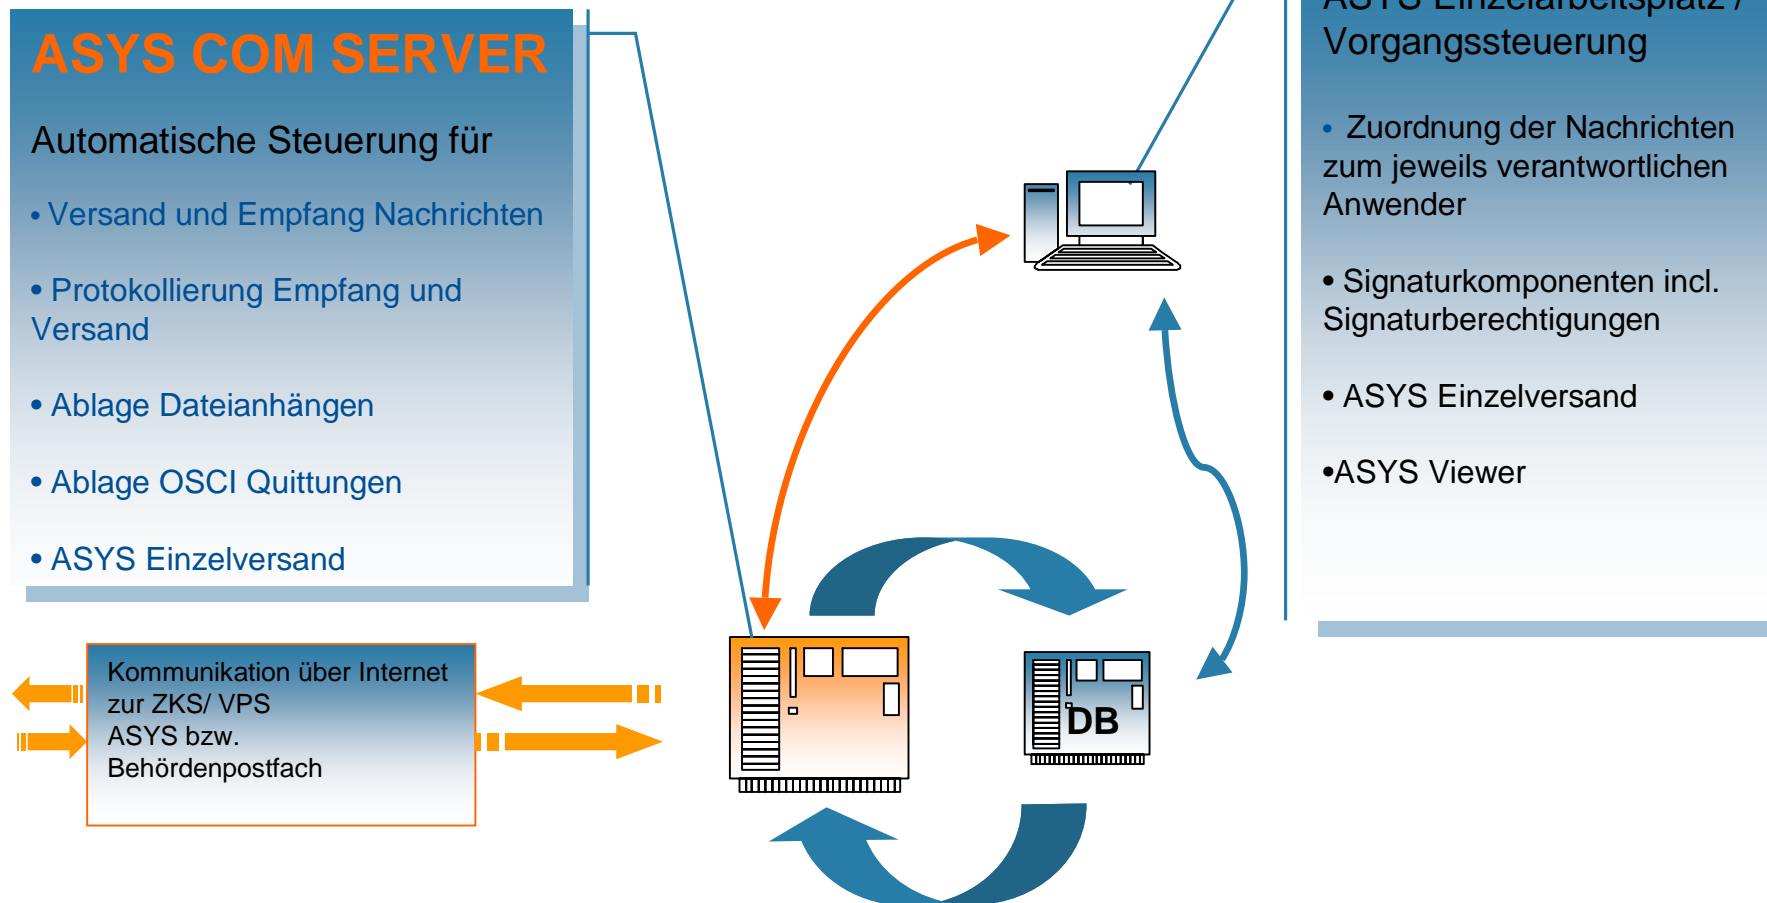 ASYS COM SERVER
Automatische Steuerung für
• Versand und Empfang Nachrichten
• Protokollierung Empfang und
Versand
• Ablage Dateianhängen
• Ablage OSCI Quittungen
• ASYS Einzelversand
Kommunikation über Internet
zur ZKS/ VPS
ASYS bzw.
Behördenpostfach
DB
ASYS Einzelarbeitsplatz /
Vorgangssteuerung
• Zuordnung der Nachrichten
zum jeweils verantwortlichen
Anwender
• Signaturkomponenten incl.
Signaturberechtigungen
• ASYS Einzelversand
•ASYS Viewer